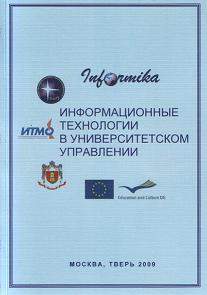 Informika
ИТМО
ИНФОРМАЦИОННЫЕ
ТЕХНОЛОГИИ
В УНИВЕРСИТЕТСКОМ
УПРАВЛЕНИИ
Education and Culture DG
МОСКВА, ТВЕРЬ 2009